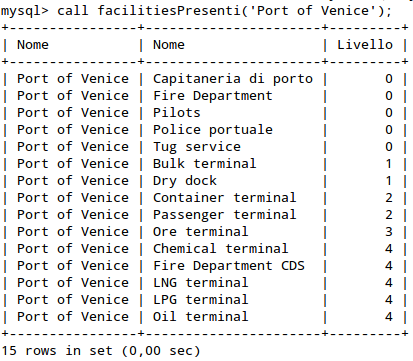 mysql> call facilitiesPresenti('Port of Venice');
+----------------+-----------------------+---------+
| Nome           | Nome                  | Livello |
+----------------+-----------------------+---------+
| Port of Venice | Capitaneria di porto  |       0 |
| Port of Venice | Fire Department       |       0 |
| Port of Venice | Pilots                |       0 |
| Port of Venice | Police portuale       |       0 |
| Port of Venice | Tug service           |       0 |
| Port of Venice | Bulk terminal         |       1 |
| Port of Venice | Dry dock              |       1 |
| Port of Venice | Container terminal    |       2 |
| Port of Venice | Passenger terminal    |       2 |
| Port of Venice | Ore terminal          |       3 |
| Port of Venice | Chemical terminal     |       4 |
| Port of Venice | Fire Department CDS   |       4 |
| Port of Venice | LNG terminal          |       4 |
| Port of Venice | LPG terminal          |       4 |
| Port of Venice | Oil terminal          |       4 |
+----------------+-----------------------+---------+
15 rows in set (0,00 sec)